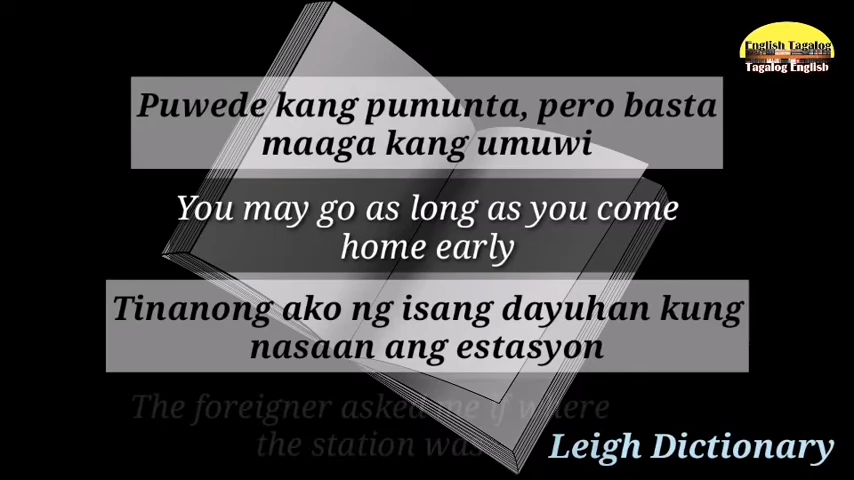 English Tagalog
Tagalog English
Puwede kang pumunta, pero basta
maaga kang umuwi
You may go as long as you come
home early
Tinanong ako ng isang dayuhan kung
nasaan ang estasyon
The foreigner asked me if where
the station was
Leigh Dictionary